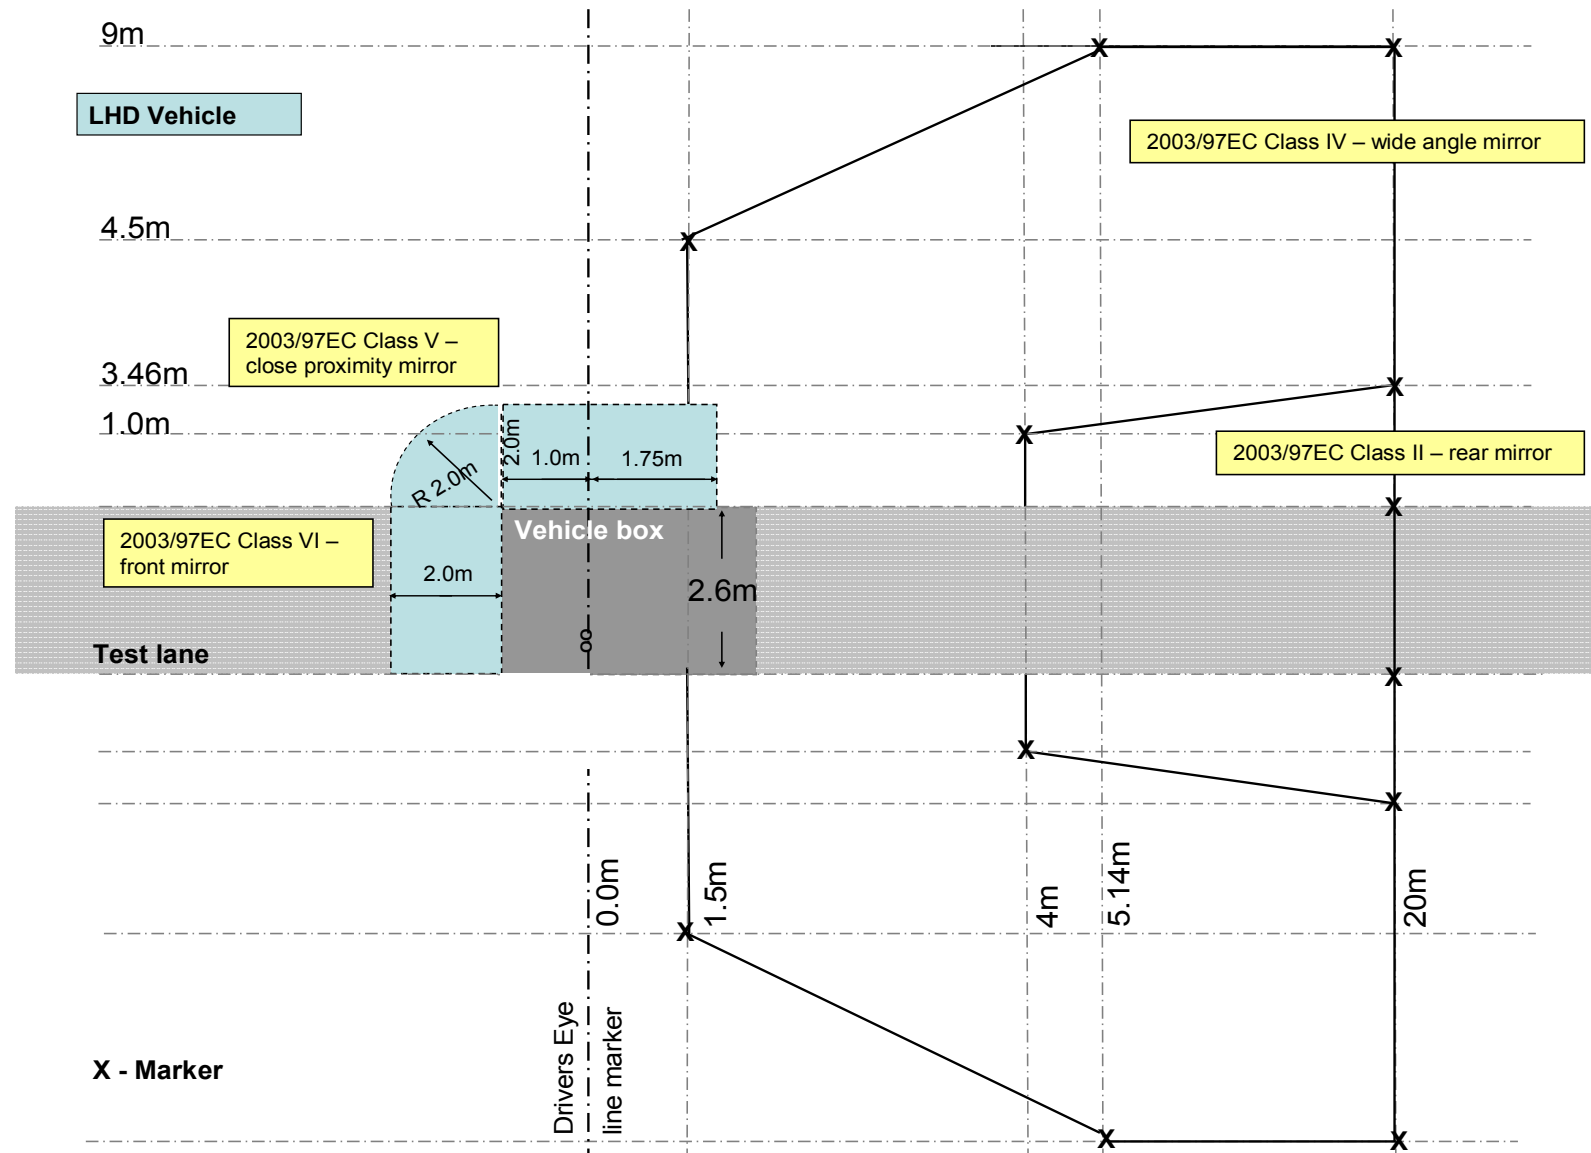 9m
LHD Vehicle
2003/97EC Class IV – wide angle mirror
4.5m
2003/97EC Class V –
close proximity mirror
3.46m
1.0m
2.0m
1.0m
1.75m
R 2.0m
2003/97EC Class II – rear mirror
Vehicle box
2003/97EC Class VI –
front mirror
2.0m
2.6m
Test lane
0.0m
1.5m
4m
5.14m
20m
Drivers Eye
line marker
X - Marker